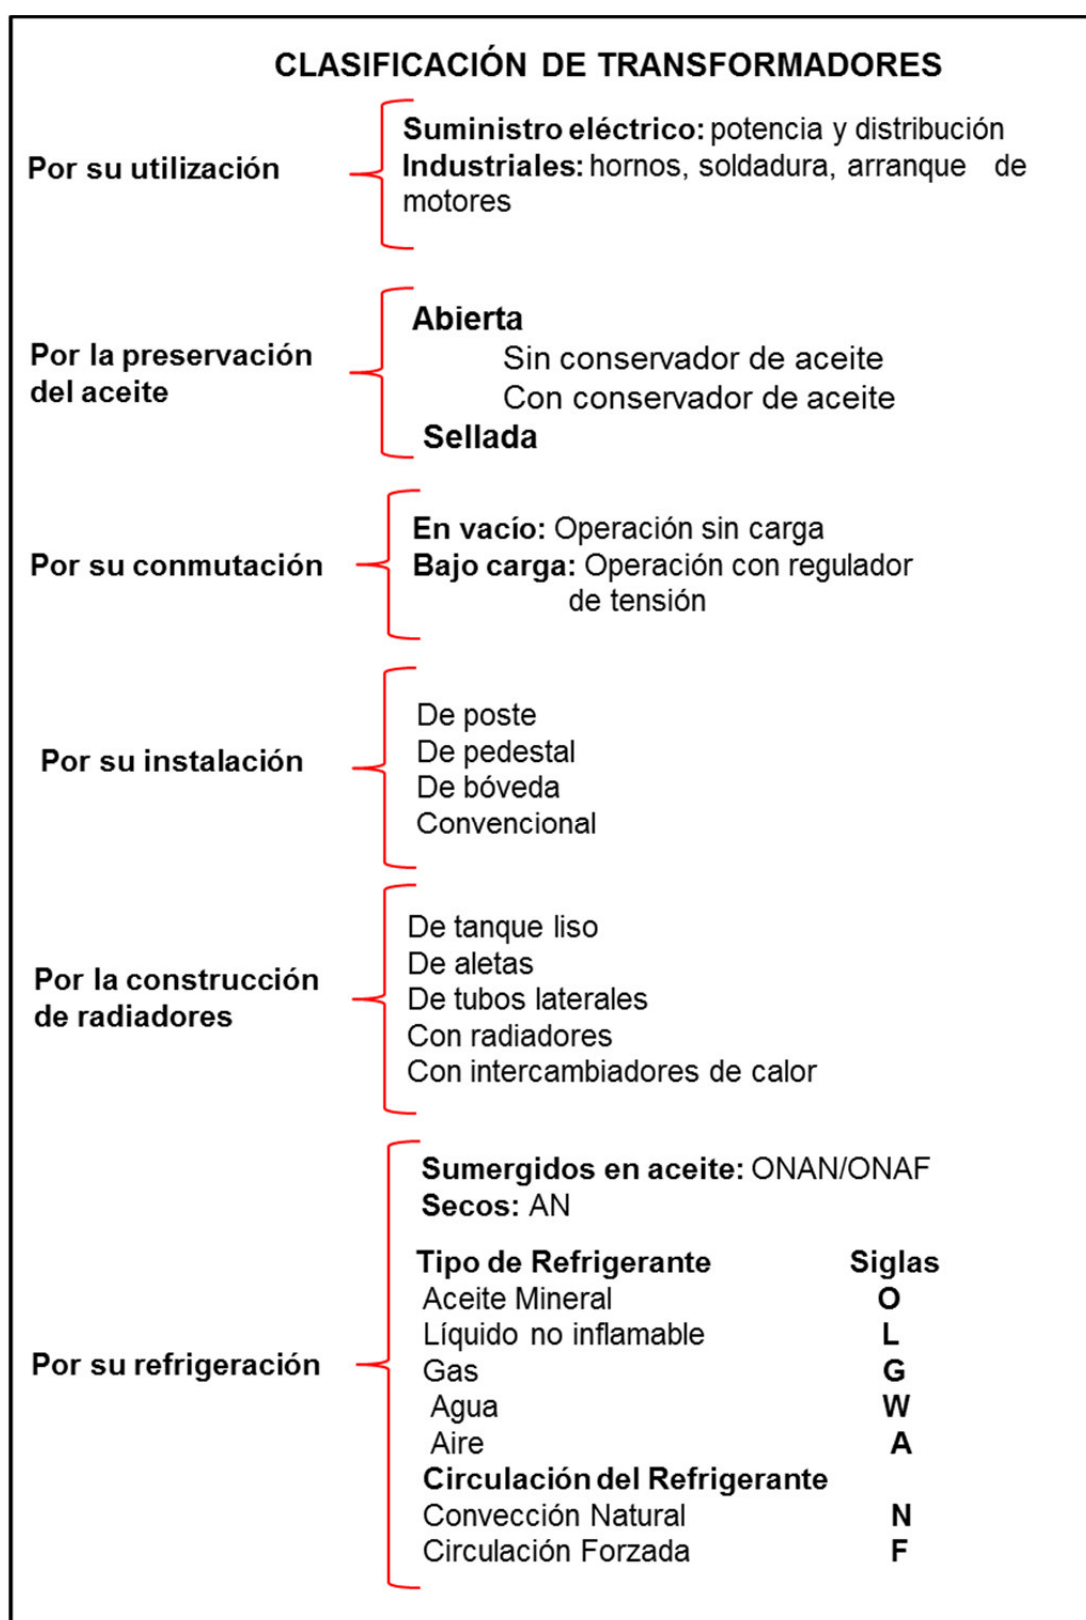 CLASIFICACIÓN DE TRANSFORMADORES
Por su utilización
Suministro eléctrico: potencia y distribución
Industriales: hornos, soldadura, arranque de
motores
Por la preservación
del aceite
Abierta
Sin conservador de aceite
Con conservador de aceite
Sellada
Por su conmutación
En vacío: Operación sin carga
Bajo carga: Operación con regulador
de tensión
Por su instalación
De poste
De pedestal
De bóveda
Convencional
Por la construcción
de radiadores
De tanque liso
De aletas
De tubos laterales
Con radiadores
Con intercambiadores de calor
Por su refrigeración
Sumergidos en aceite: ONAN/ONAF
Secos: AN
Tipo de Refrigerante Siglas
Aceite Mineral O
Líquido no inflamable L
Gas G
Agua W
Aire A
Circulación del Refrigerante
Convección Natural N
Circulación Forzada F